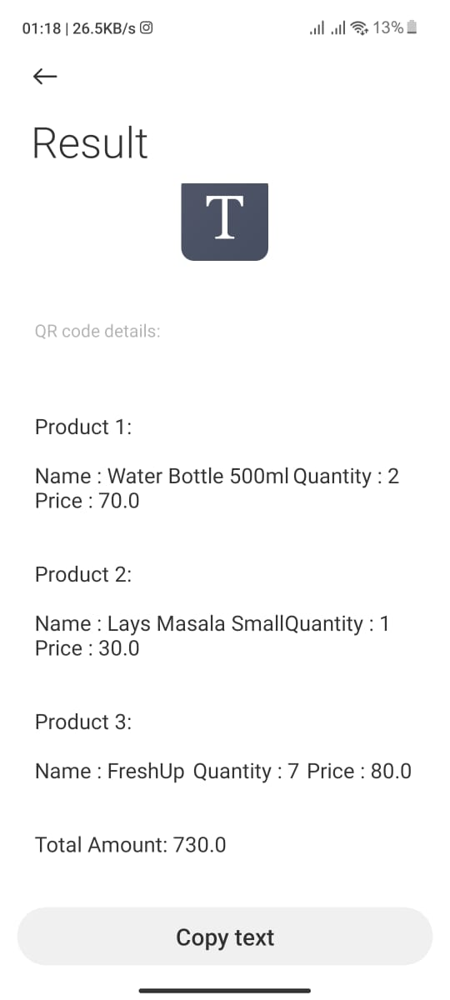 01:18 | 26.5KB/s
13%
Result
T
QR code details:
Product 1:
Name : Water Bottle 500ml Quantity : 2
Price : 70.0
Product 2:
Name : Lays Masala SmallQuantity : 1
Price : 30.0
Product 3:
Name : FreshUp Quantity : 7 Price : 80.0
Total Amount: 730.0
Copy text